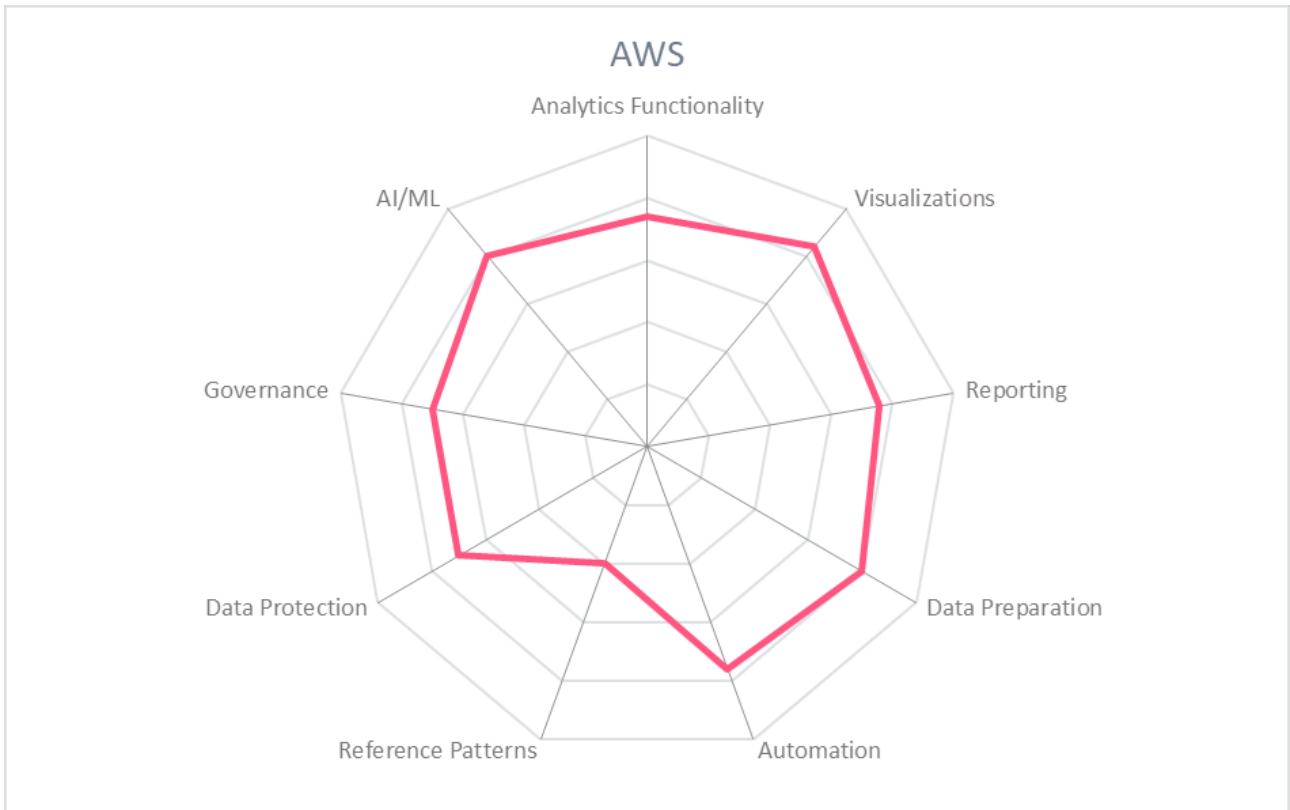 AWS
Analytics Functionality
AI/ML
Visualizations
Governance
Reporting
Data Protection
Data Preparation
Reference Patterns
Automation